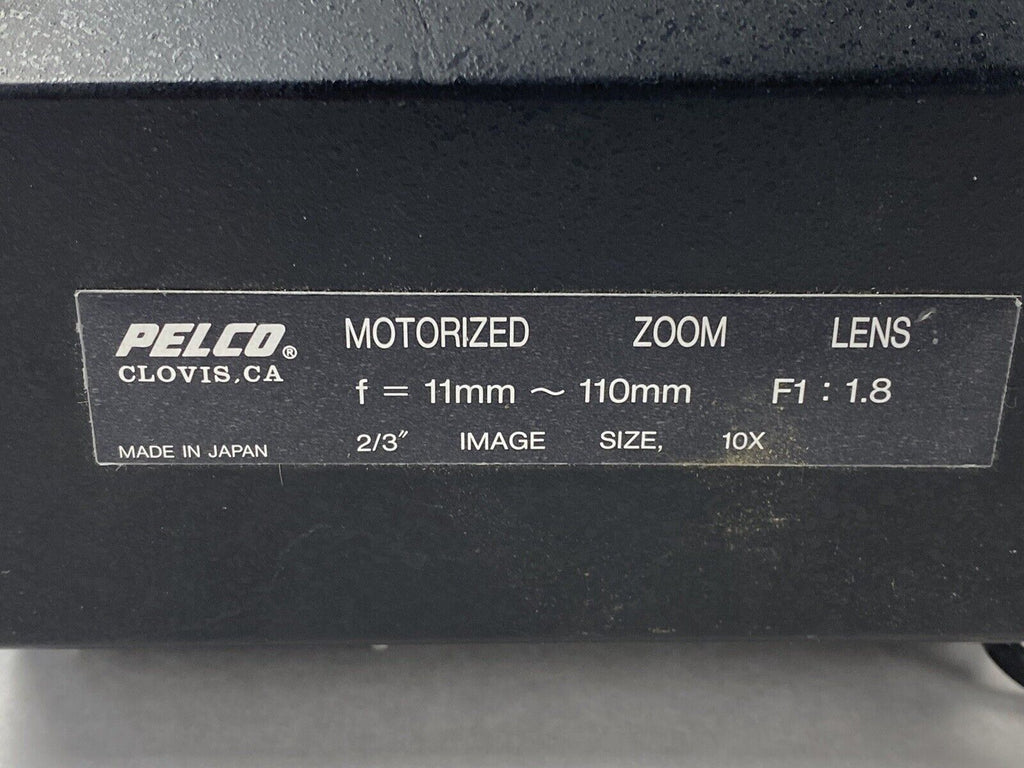 PELCO® MOTORIZED ZOOM LENS
CLOVIS, CA f = 11mm ~ 110mm F1 : 1.8
MADE IN JAPAN 2/3" IMAGE SIZE, 10X